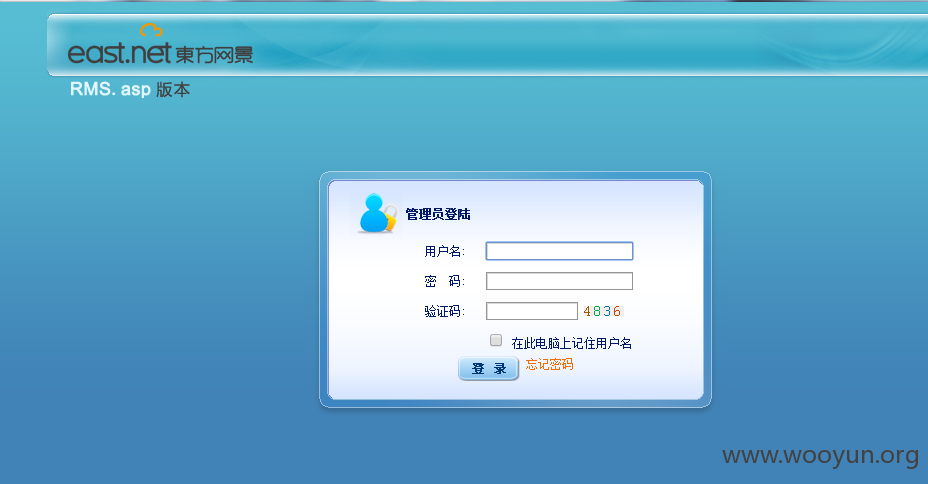 east.net 東方网景
RMS. asp 版本
管理员登陆
用户名:
密 码:
验证码: 4836
在此电脑上记住用户名
登 录 忘记密码
www.wooyun.org